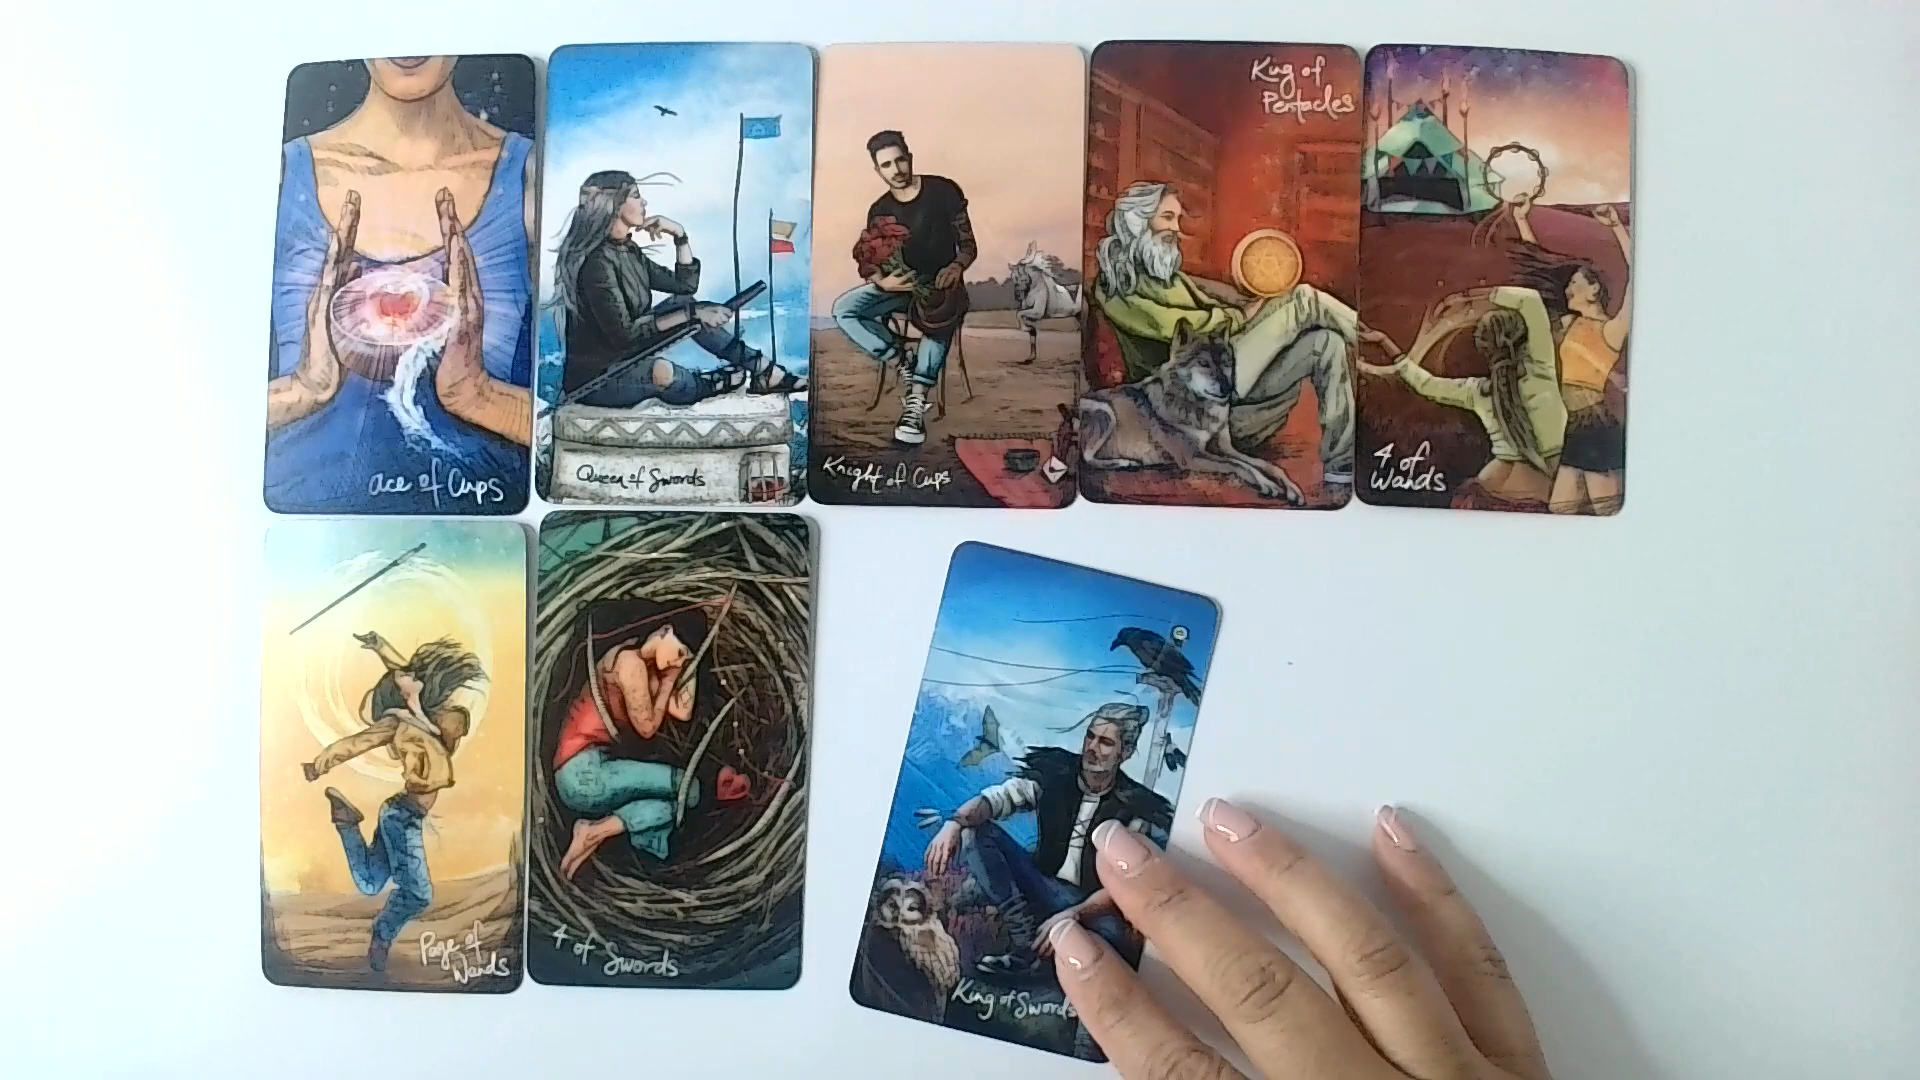 ace of Cups
Queen of Swords
Knight of Cups
King of
Pentacles
4 of
Wands
Page of
Wands
4 of Swords
King of Swords